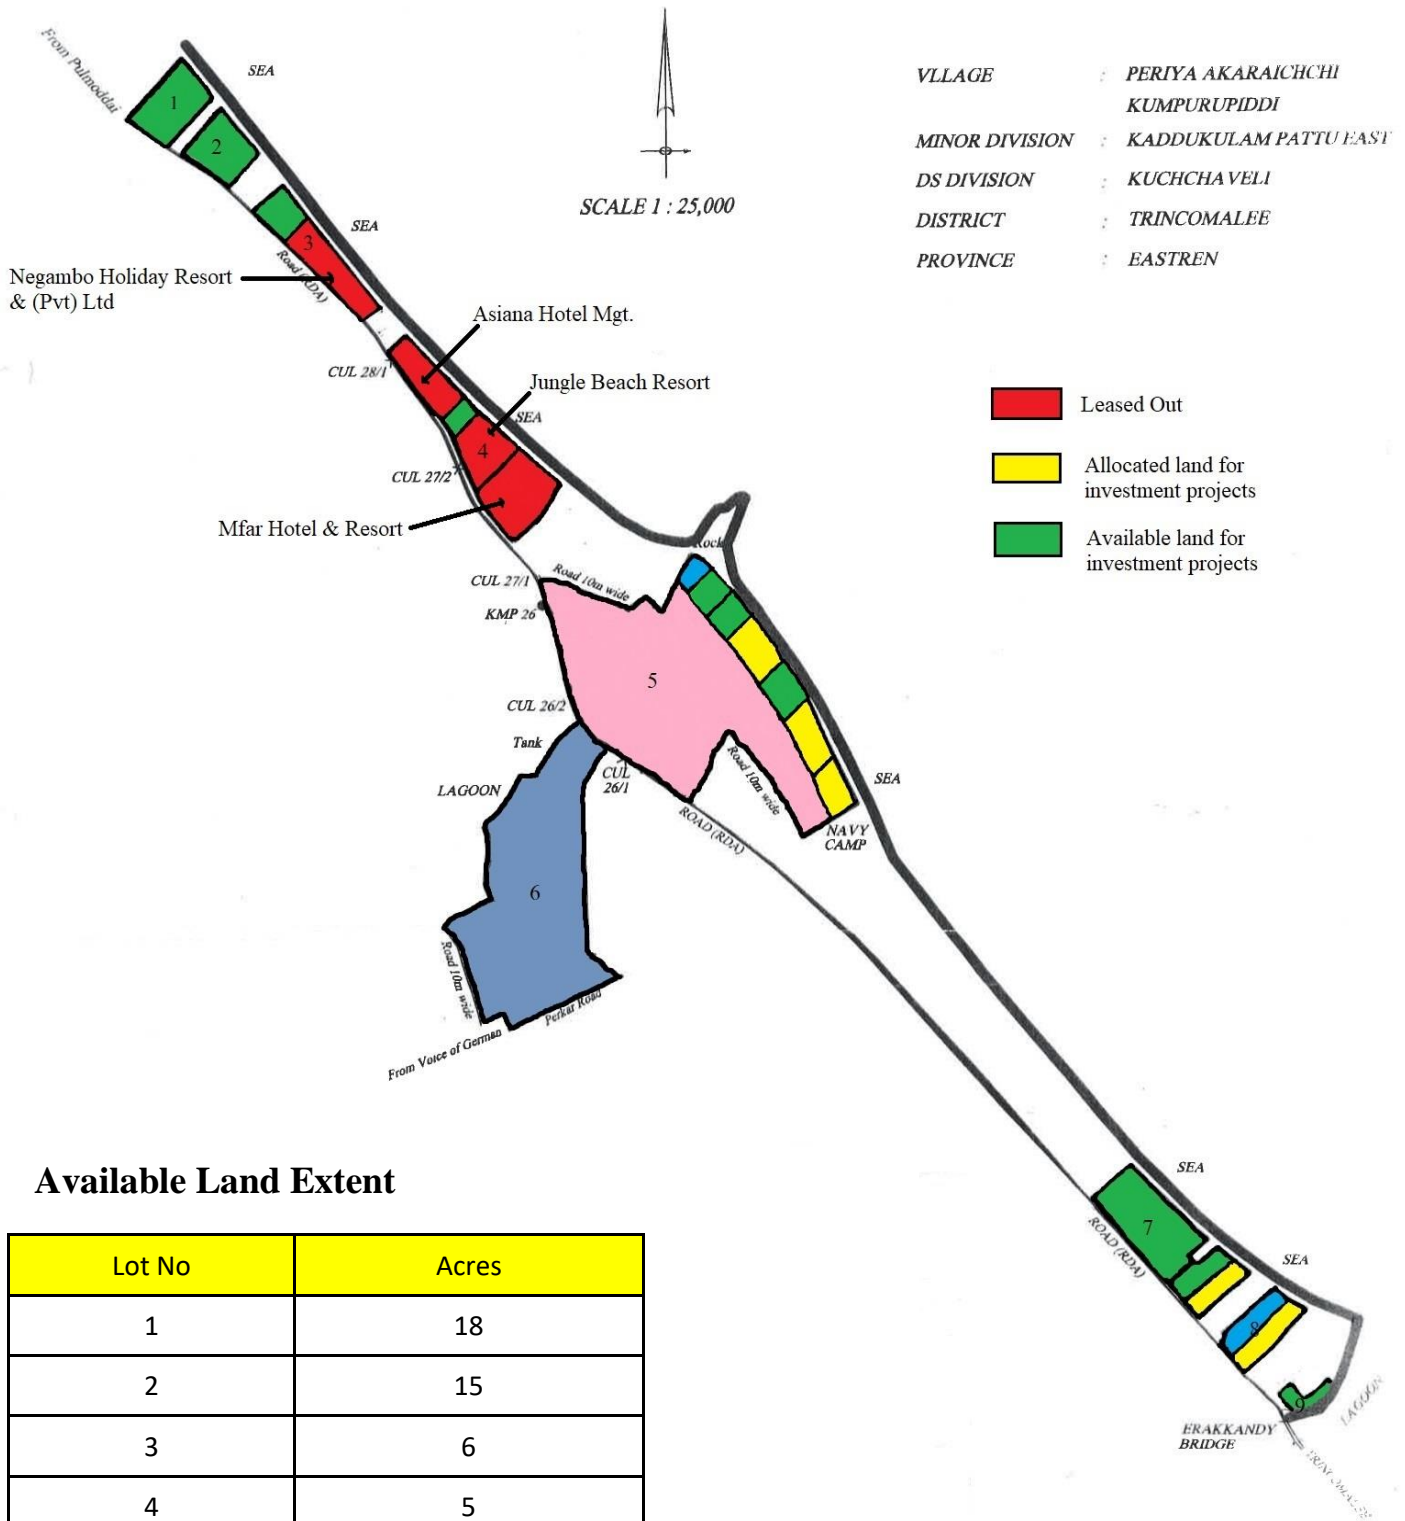 From Pulmoddai
SEA
VLLAGE : PERIYA AKARAICHCHI
KUMPURUPIDDI
MINOR DIVISION : KADDUKULAM PATTU EAST
DS DIVISION : KUCHCHAVELI
DISTRICT : TRINCOMALEE
PROVINCE : EASTREN
SCALE 1 : 25,000
1
2
3
SEA
Road (RDA)
Negambo Holiday Resort
& (Pvt) Ltd
Asiana Hotel Mgt.
CUL 28/1
Jungle Beach Resort
SEA
4
CUL 27/2
Mfar Hotel & Resort
Leased Out
Allocated land for
investment projects
Available land for
investment projects
Rock
Road 10m wide
CUL 27/1
KMP 26
5
CUL 26/2
Tank
LAGOON
CUL
26/1
Road 10m wide
SEA
ROAD (RDA)
NAVY
CAMP
6
Road 10m wide
Perkar Road
From Voice of German
SEA
7
ROAD (RDA)
SEA
8
9
LAGOON
ERAKKANDY
BRIDGE
Available Land Extent
Lot No Acres
1 18
2 15
3 6
4 5